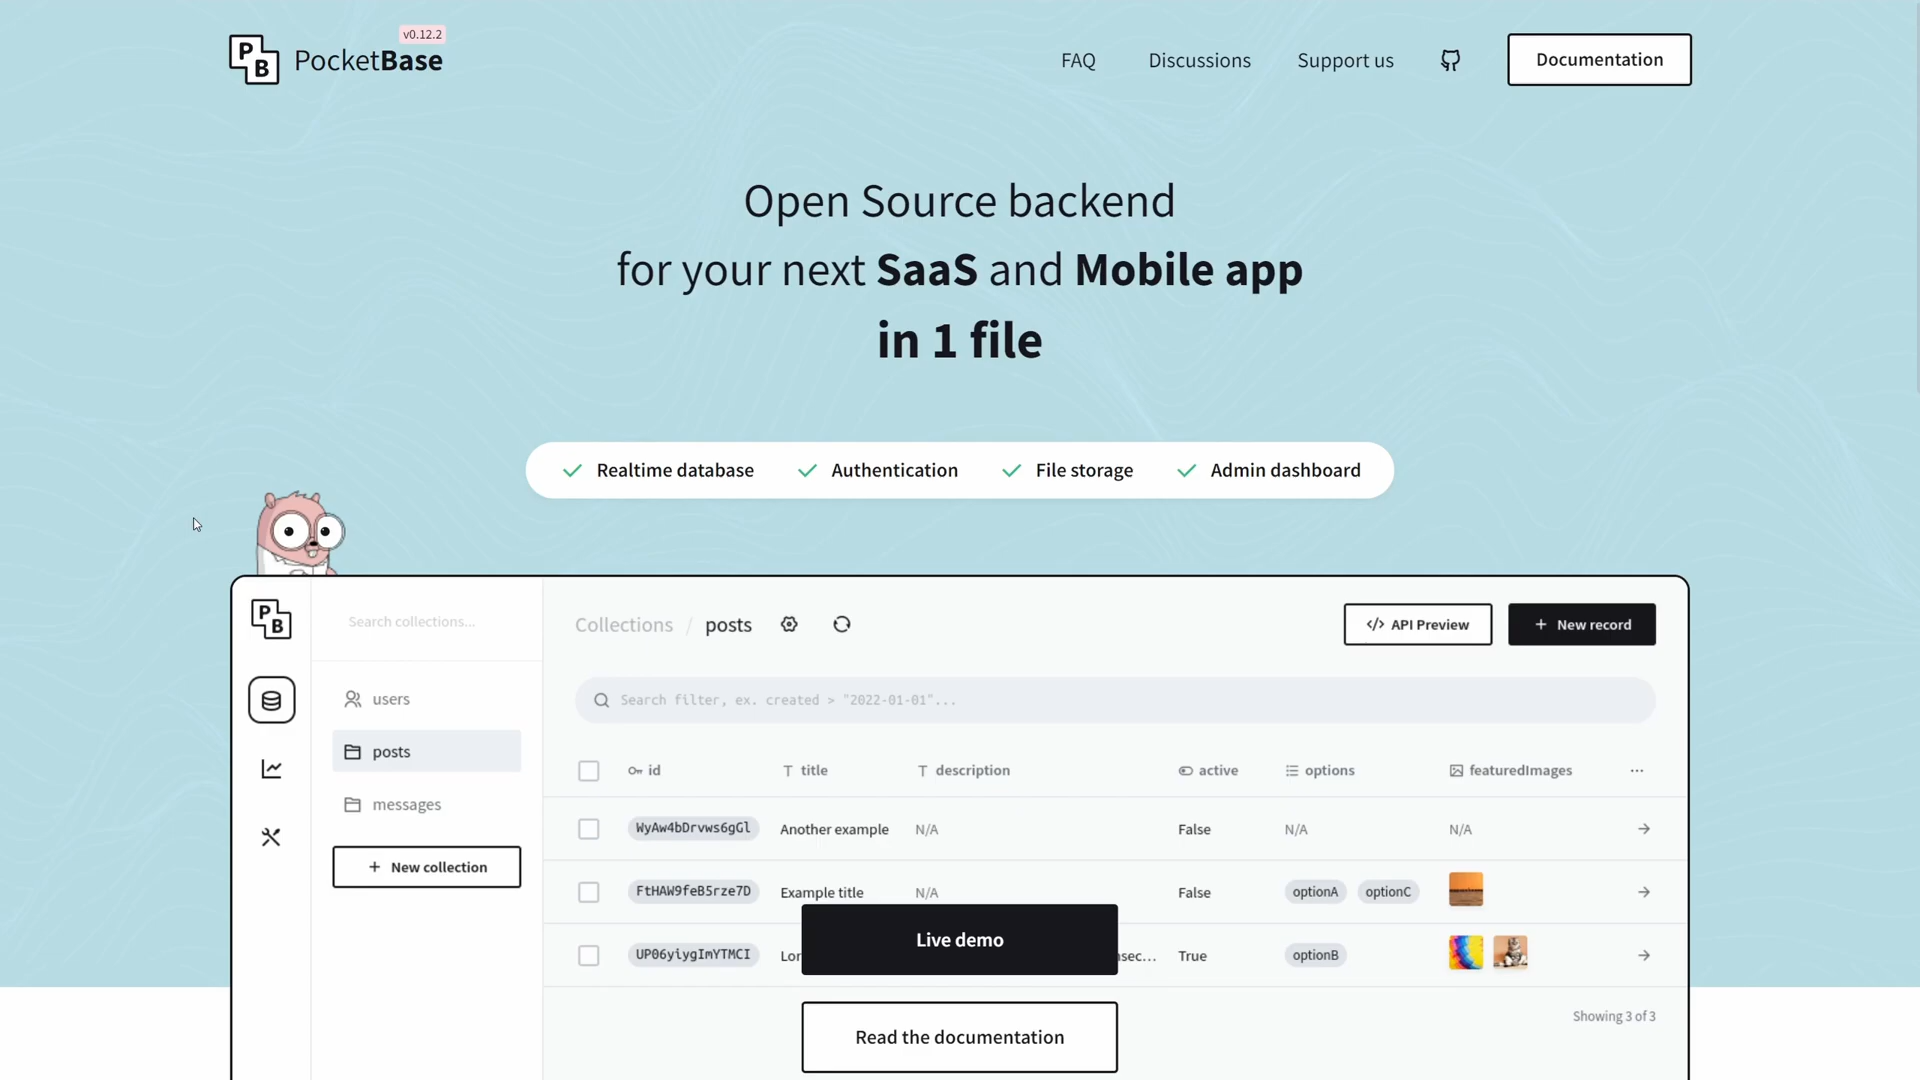 v0.12.2
PB PocketBase
FAQ Discussions Support us Documentation
Open Source backend
for your next SaaS and Mobile app
in 1 file
Realtime database Authentication File storage Admin dashboard
PB
Search collections...
users
posts
messages
+ New collection
Collections / posts
</> API Preview + New record
Search filter, ex. created > "2022-01-01"...
id title description active options featuredImages ...
WyAw4bDrvws6gGl Another example N/A False N/A N/A
FtHAW9feB5rze7D Example title N/A False optionA optionC
UP06yiygImYTMCI Lor nsec... True optionB
Live demo
Read the documentation
Showing 3 of 3